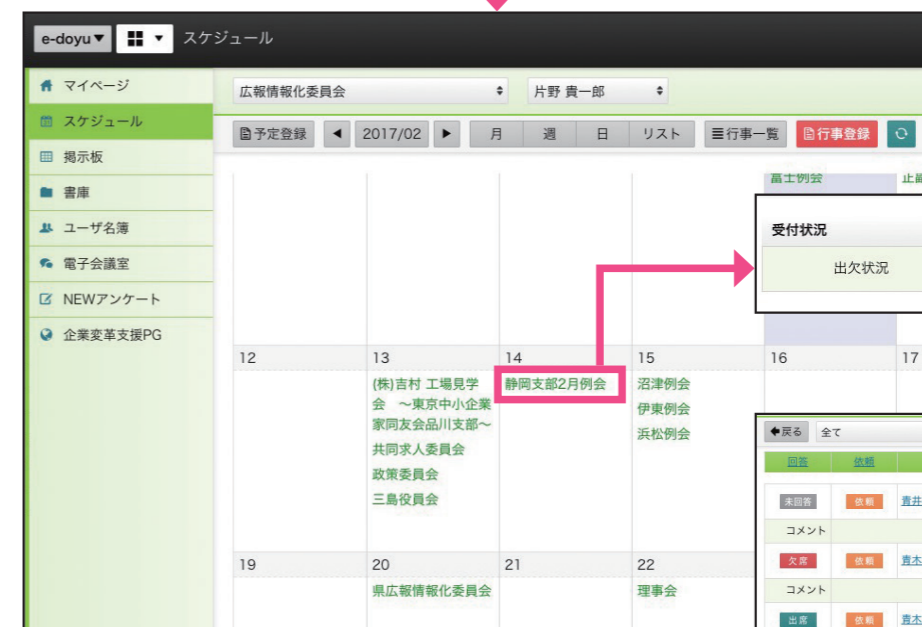 e-doyu▼ ▼ スケジュール
マイページ
スケジュール
掲示板
書庫
ユーザ名簿
電子会議室
NEWアンケート
企業変革支援PG
広報情報化委員会 片野 貴一郎
予定登録 ◀ 2017/02 ▶ 月 週 日 リスト 行事一覧 行事登録
富士例会
受付状況
出欠状況
12 13 14 15 16 17
(株)吉村 工場見学
会 ～東京中小企業
家同友会品川支部～
共同求人委員会
政策委員会
三島役員会
静岡支部2月例会
沼津例会
伊東例会
浜松例会
戻る 全て
回答 依頼
未回答 依頼 青井
コメント
欠席 依頼 青木
コメント
出席 依頼 青木
19 20 21 22
県広報情報化委員会
理事会